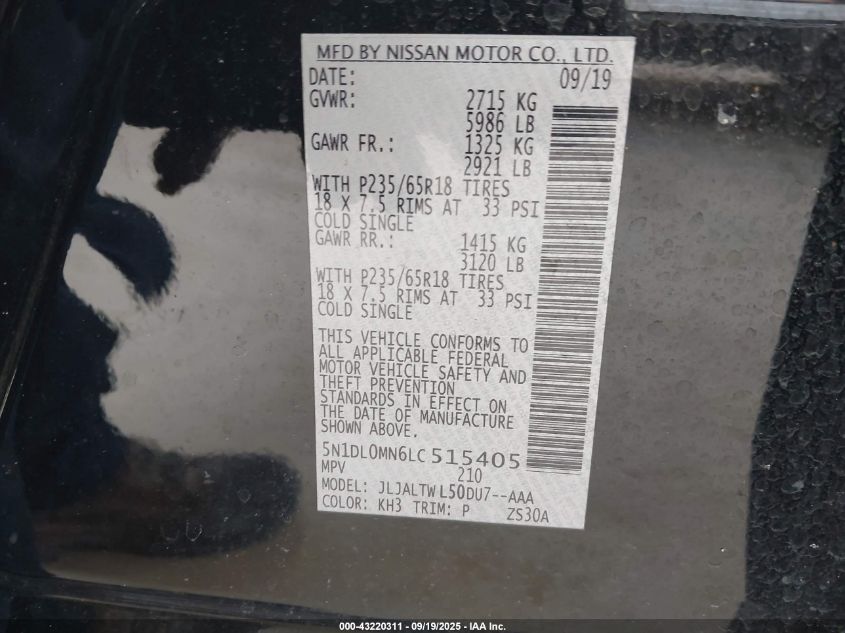 MFD BY NISSAN MOTOR CO., LTD.
DATE: 09/19
GVWR: 2715 KG
5986 LB
GAWR FR.: 1325 KG
2921 LB
WITH P235/65R18 TIRES
18 X 7.5 RIMS AT 33 PSI
COLD SINGLE
GAWR RR.: 1415 KG
3120 LB
WITH P235/65R18 TIRES
18 X 7.5 RIMS AT 33 PSI
COLD SINGLE
THIS VEHICLE CONFORMS TO
ALL APPLICABLE FEDERAL
MOTOR VEHICLE SAFETY AND
THEFT PREVENTION
STANDARDS IN EFFECT ON
THE DATE OF MANUFACTURE
SHOWN ABOVE.
5N1DL0MN6LC515405
MPV 210
MODEL: JLJALTWL50DU7--AAA
COLOR: KH3 TRIM: P ZS30A
000-43220311 - 09/19/2025 - IAA Inc.